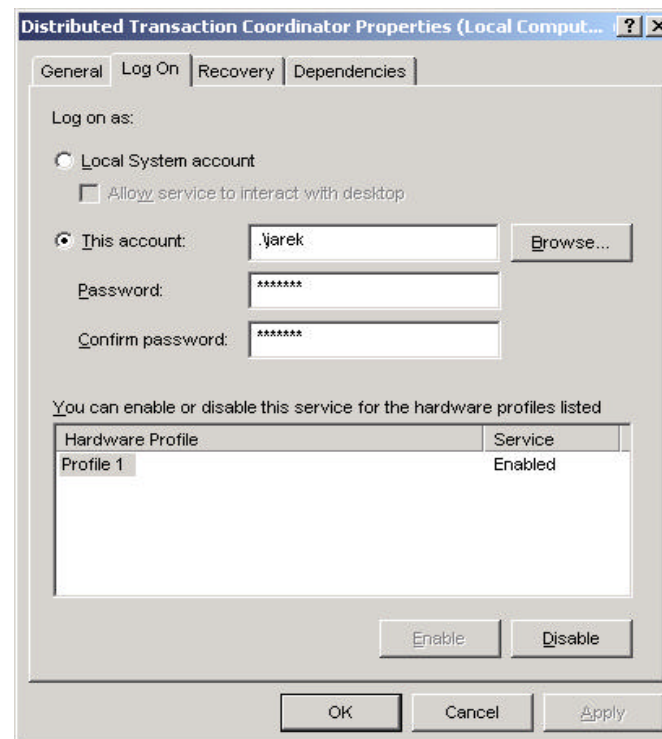 Distributed Transaction Coordinator Properties (Local Comput...
General Log On Recovery Dependencies
Log on as:
Local System account
Allow service to interact with desktop
This account: .\jarek Browse...
Password: *******
Confirm password: *******
You can enable or disable this service for the hardware profiles listed
Hardware Profile Service
Profile 1 Enabled
Enable Disable
OK Cancel Apply